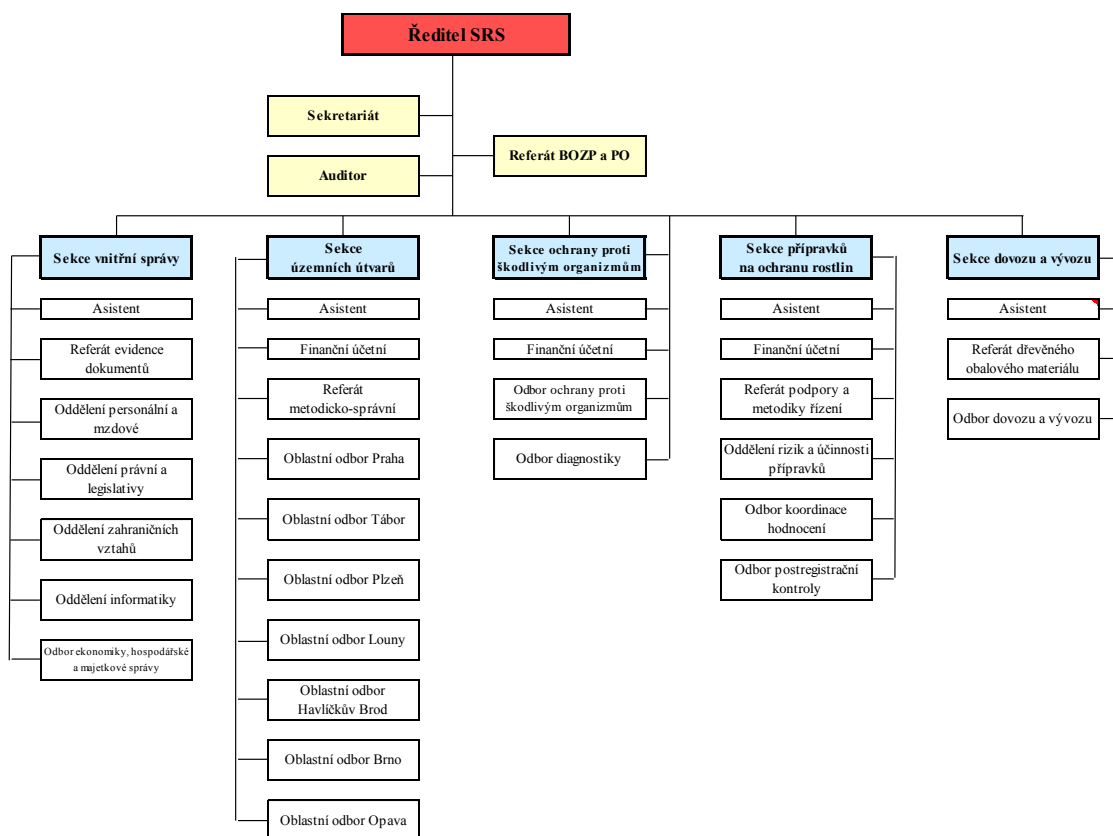 Ředitel SRS
Sekretariát
Referát BOZP a PO
Auditor
Sekce vnitřní správy
Asistent
Referát evidence
dokumentů
Oddělení personální a
mzdové
Oddělení právní a
legislativy
Oddělení zahraničních
vztahů
Oddělení informatiky
Odbor ekonomiky, hospodářské
a majetkové správy
Sekce
územních útvarů
Asistent
Finanční účetní
Referát
metodicko-správní
Oblastní odbor Praha
Oblastní odbor Tábor
Oblastní odbor Plzeň
Oblastní odbor Louny
Oblastní odbor
Havlíčkův Brod
Oblastní odbor Brno
Oblastní odbor Opava
Sekce ochrany proti
škodlivým organizmům
Asistent
Finanční účetní
Odbor ochrany proti
škodlivým organizmům
Odbor diagnostiky
Sekce přípravků
na ochranu rostlin
Asistent
Finanční účetní
Referát podpory a
metodiky řízení
Oddělení rizik a účinnosti
přípravků
Odbor koordinace
hodnocení
Odbor postregistrační
kontroly
Sekce dovozu a vývozu
Asistent
Referát dřevěného
obalového materiálu
Odbor dovozu a vývozu